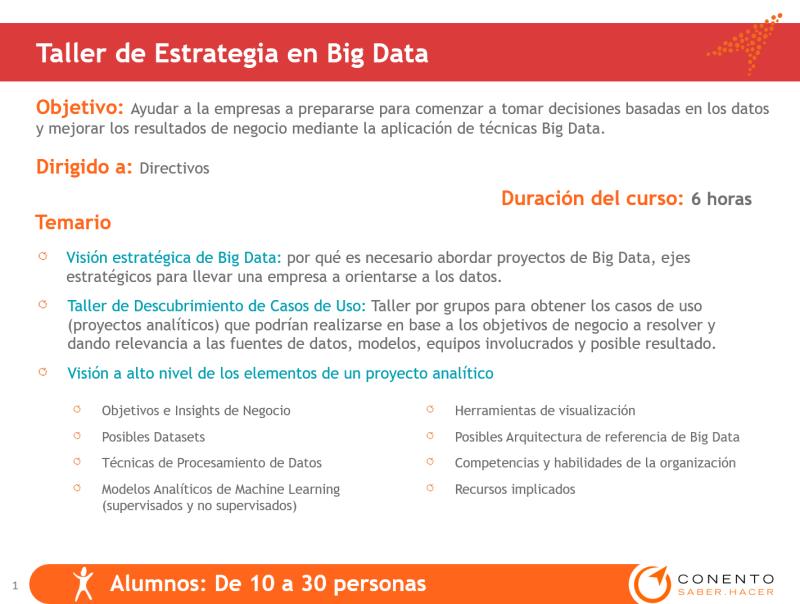 Taller de Estrategia en Big Data
Objetivo: Ayudar a la empresas a prepararse para comenzar a tomar decisiones basadas en los datos
y mejorar los resultados de negocio mediante la aplicación de técnicas Big Data.
Dirigido a: Directivos
Duración del curso: 6 horas
Temario
Visión estratégica de Big Data: por qué es necesario abordar proyectos de Big Data, ejes
estratégicos para llevar una empresa a orientarse a los datos.
Taller de Descubrimiento de Casos de Uso: Taller por grupos para obtener los casos de uso
(proyectos analíticos) que podrían realizarse en base a los objetivos de negocio a resolver y
dando relevancia a las fuentes de datos, modelos, equipos involucrados y posible resultado.
Visión a alto nivel de los elementos de un proyecto analítico
Objetivos e Insights de Negocio
Posibles Datasets
Técnicas de Procesamiento de Datos
Modelos Analíticos de Machine Learning
(supervisados y no supervisados)
Herramientas de visualización
Posibles Arquitectura de referencia de Big Data
Competencias y habilidades de la organización
Recursos implicados
1
Alumnos: De 10 a 30 personas
CONENTO
SABER.HACER